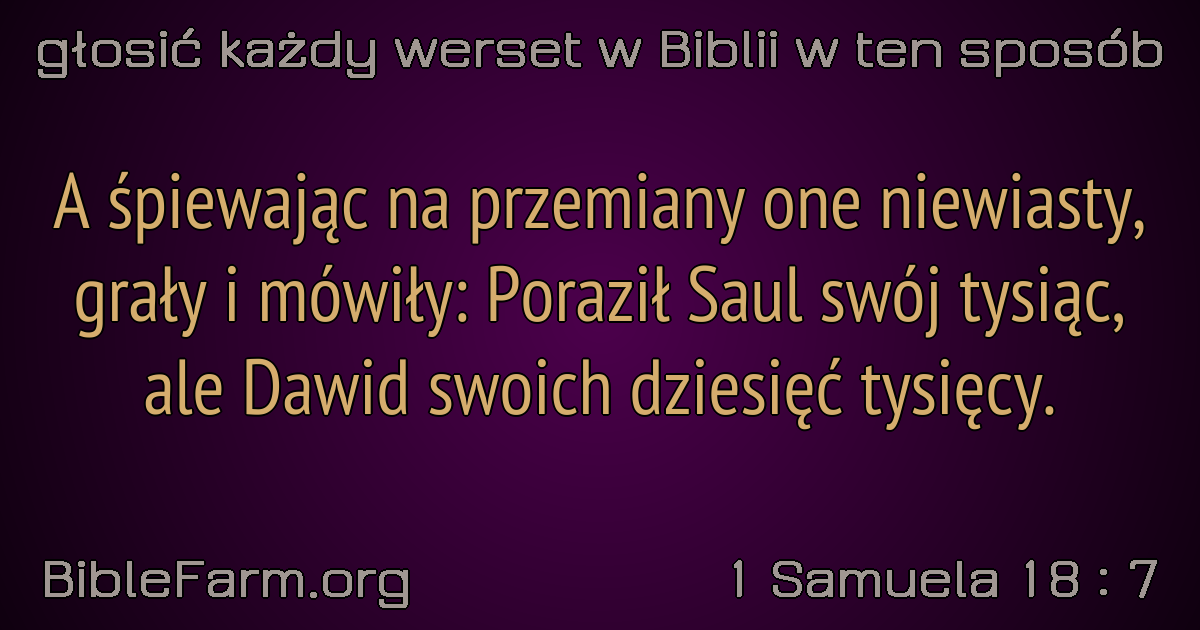 głosić każdy werset w Biblii w ten sposób
A śpiewając na przemiany one niewiasty,
grały i mówiły: Poraził Saul swój tysiąc,
ale Dawid swoich dziesięć tysięcy.
BibleFarm.org
1 Samuela 18 : 7